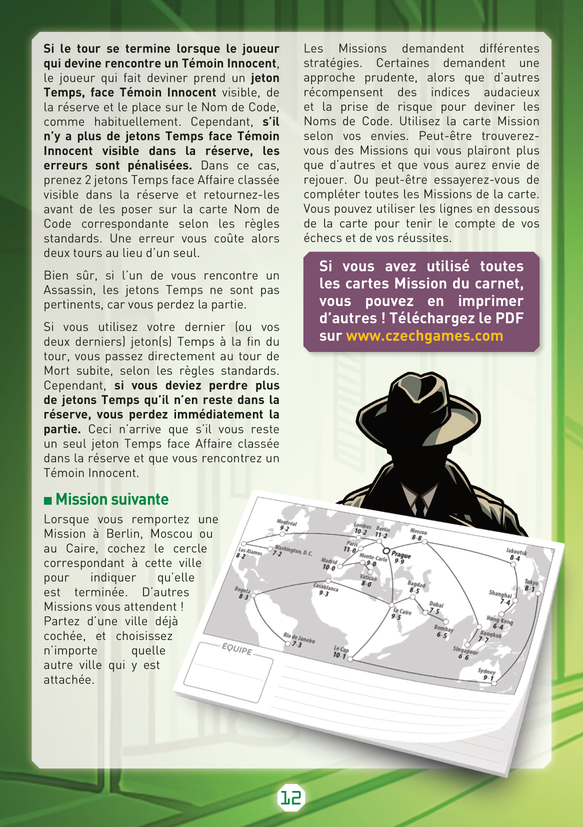 Si le tour se termine lorsque le joueur
qui devine rencontre un Témoin Innocent,
le joueur qui fait deviner prend un jeton
Temps, face Témoin Innocent visible, de
la réserve et le place sur le Nom de Code,
comme habituellement. Cependant, s’il
n’y a plus de jetons Temps face Témoin
Innocent visible dans la réserve, les
erreurs sont pénalisées. Dans ce cas,
prenez 2 jetons Temps face Affaire classée
visible dans la réserve et retournez-les
avant de les poser sur la carte Nom de
Code correspondante selon les règles
standards. Une erreur vous coûte alors
deux tours au lieu d’un seul.
Bien sûr, si l’un de vous rencontre un
Assassin, les jetons Temps ne sont pas
pertinents, car vous perdez la partie.
Si vous utilisez votre dernier (ou vos
deux derniers) jeton(s) Temps à la fin du
tour, vous passez directement au tour de
Mort subite, selon les règles standards.
Cependant, si vous deviez perdre plus
de jetons Temps qu’il n’en reste dans la
réserve, vous perdez immédiatement la
partie. Ceci n’arrive que s’il vous reste
un seul jeton Temps face Affaire classée
dans la réserve et que vous rencontrez un
Témoin Innocent.
■ Mission suivante
Lorsque vous remportez une
Mission à Berlin, Moscou ou
au Caire, cochez le cercle
correspondant à cette ville
pour indiquer qu’elle
est terminée. D’autres
Missions vous attendent !
Partez d’une ville déjà
cochée, et choisissez
n’importe quelle
autre ville qui y est
attachée.
Les Missions demandent différentes
stratégies. Certaines demandent une
approche prudente, alors que d’autres
récompensent des indices audacieux
et la prise de risque pour deviner les
Noms de Code. Utilisez la carte Mission
selon vos envies. Peut-être trouverez-
vous des Missions qui vous plairont plus
que d’autres et que vous aurez envie de
rejouer. Ou peut-être essayerez-vous de
compléter toutes les Missions de la carte.
Vous pouvez utiliser les lignes en dessous
de la carte pour tenir le compte de vos
échecs et de vos réussites.
Si vous avez utilisé toutes
les cartes Mission du carnet,
vous pouvez en imprimer
d’autres ! Téléchargez le PDF
sur www.czechgames.com
Montréal
9-2
Londres
10-2
Berlin
11-2
Moscou
8-8
Los Alamos
8-2
Washington, D. C.
7-2
Paris
11-0
Prague
9-9
Madrid
10-0
Monte-Carlo
9-0
Iakoutsk
8-4
Vatican
8-0
Bagdad
8-5
Tokyo
8-1
Bogota
8-3
Casablanca
9-3
Le Caire
9-5
Dubaï
7-5
Shanghai
7-4
Bombay
6-5
Hong Kong
6-4
Bangkok
7-7
Rio de Janeiro
7-3
Le Cap
10-1
Singapour
6-6
Sydney
9-1
ÉQUIPE
12